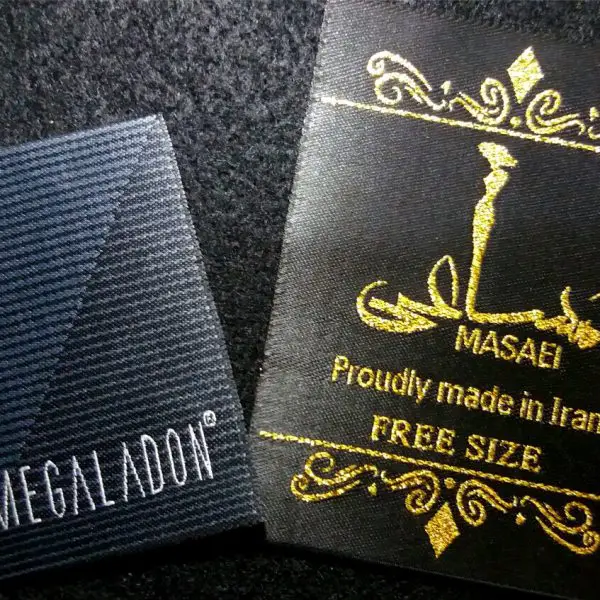 MEGALADON®
MASAEI
Proudly made in Iran
FREE SIZE